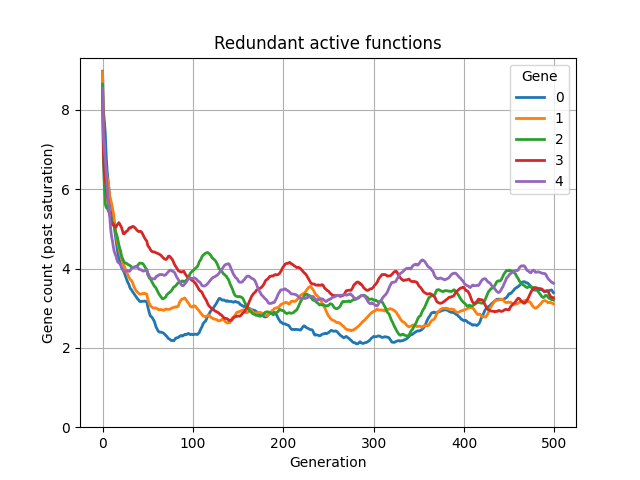 Redundant active functions
Gene count (past saturation)
8
6
4
2
0
0 100 200 300 400 500
Generation
Gene
0
1
2
3
4